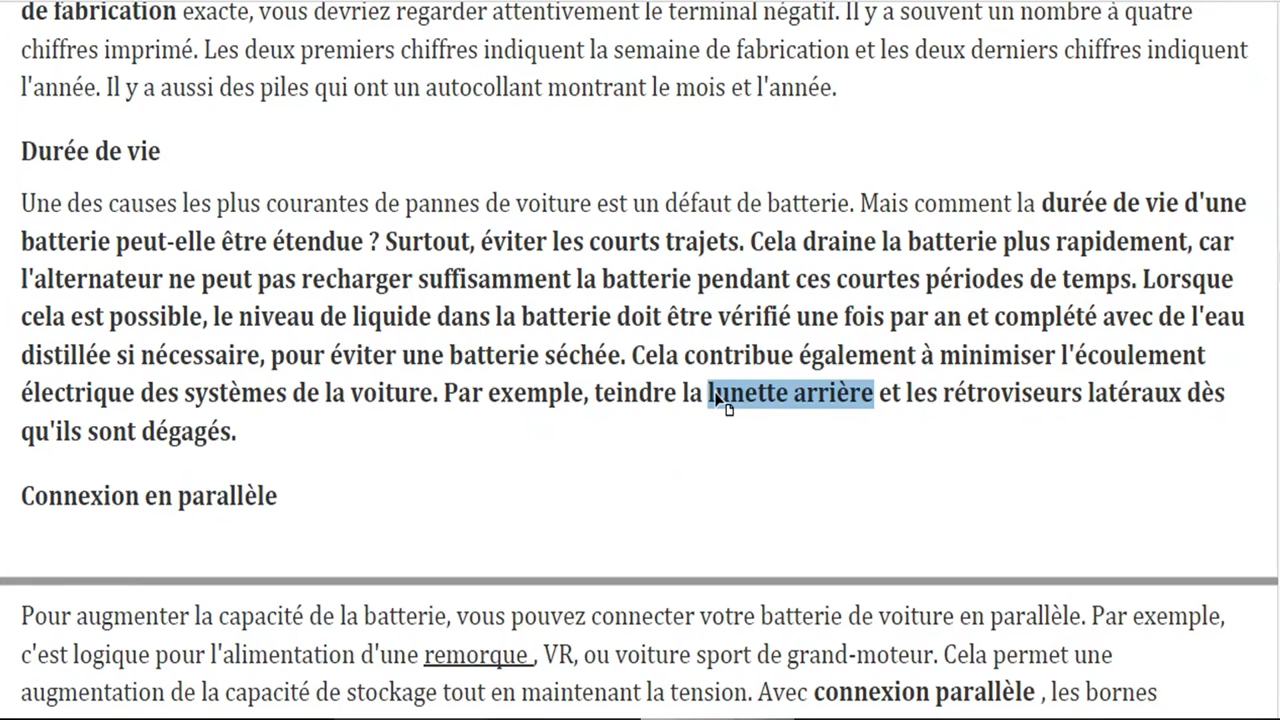 de fabrication exacte, vous devriez regarder attentivement le terminal négatif. Il y a souvent un nombre à quatre
chiffres imprimé. Les deux premiers chiffres indiquent la semaine de fabrication et les deux derniers chiffres indiquent
l'année. Il y a aussi des piles qui ont un autocollant montrant le mois et l'année.
Durée de vie
Une des causes les plus courantes de pannes de voiture est un défaut de batterie. Mais comment la durée de vie d'une
batterie peut-elle être étendue ? Surtout, éviter les courts trajets. Cela draine la batterie plus rapidement, car
l'alternateur ne peut pas recharger suffisamment la batterie pendant ces courtes périodes de temps. Lorsque
cela est possible, le niveau de liquide dans la batterie doit être vérifié une fois par an et complété avec de l'eau
distillée si nécessaire, pour éviter une batterie séchée. Cela contribue également à minimiser l'écoulement
électrique des systèmes de la voiture. Par exemple, teindre la lunette arrière et les rétroviseurs latéraux dès
qu'ils sont dégagés.
Connexion en parallèle
Pour augmenter la capacité de la batterie, vous pouvez connecter votre batterie de voiture en parallèle. Par exemple,
c'est logique pour l'alimentation d'une remorque , VR, ou voiture sport de grand-moteur. Cela permet une
augmentation de la capacité de stockage tout en maintenant la tension. Avec connexion parallèle , les bornes